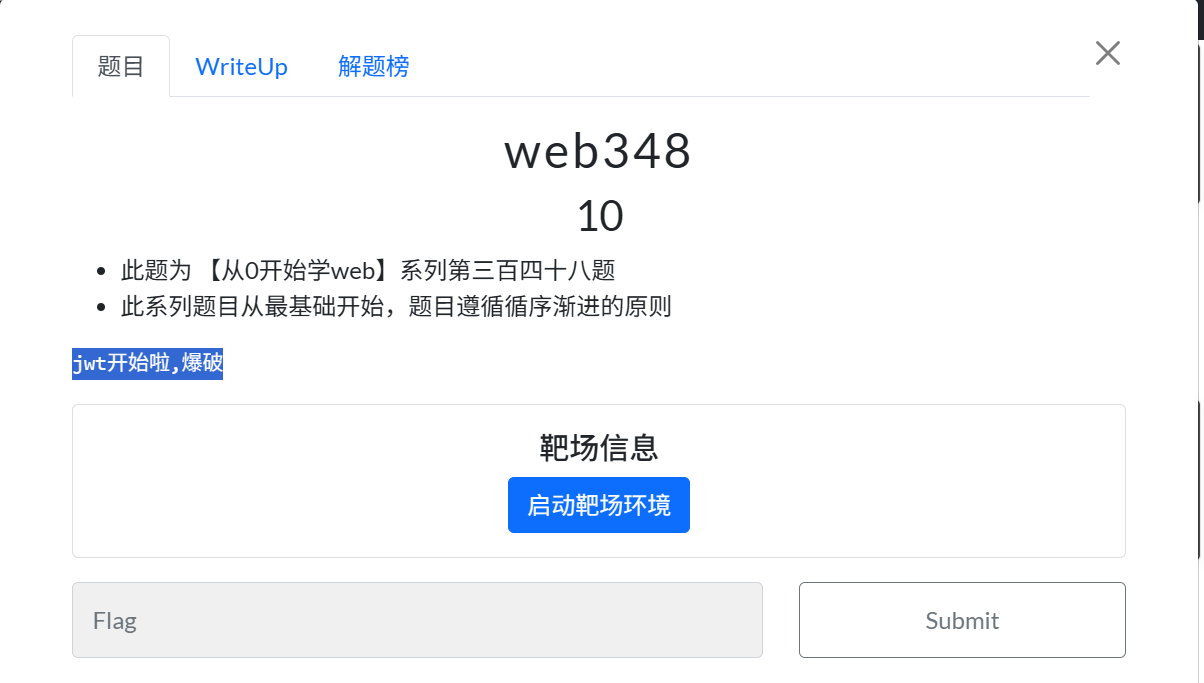 题目 WriteUp 解题榜
web348
10
此题为 【从0开始学web】系列第三百四十八题
此系列题目从最基础开始，题目遵循循序渐进的原则
jwt开始啦,爆破
靶场信息
启动靶场环境
Flag Submit